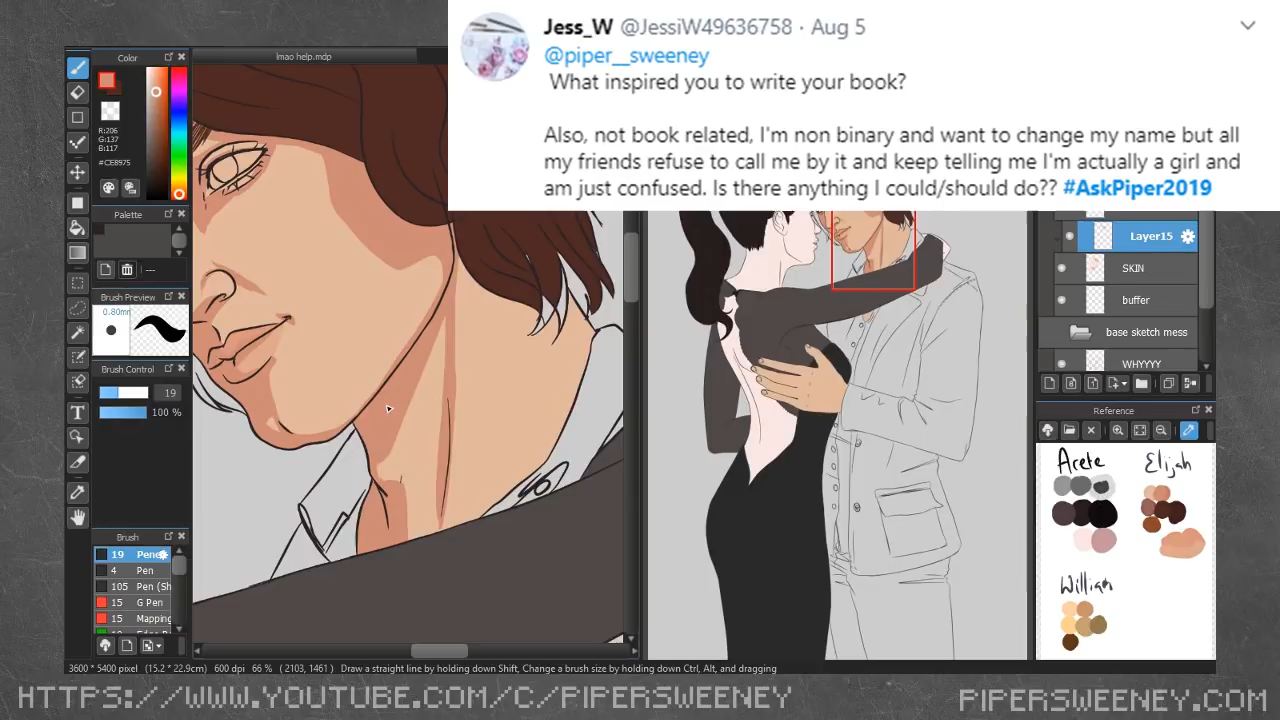 Jess_W @JessiW49636758 · Aug 5
@piper__sweeney
What inspired you to write your book?
Also, not book related, I'm non binary and want to change my name but all
my friends refuse to call me by it and keep telling me I'm actually a girl and
am just confused. Is there anything I could/should do?? #AskPiper2019
Color
lmao help.mdp
R:206
G:137
B:117
#CE8975
Palette
---
Brush Preview
0.80mm
Brush Control
19
100 %
Brush
19 Penc
4 Pen
105 Pen (Sh
15 G Pen
15 Mapping
Layer15
SKIN
buffer
base sketch mess
WHYYYY
Reference
Arete
Elijah
William
3600 * 5400 pixel (15.2 * 22.9cm) 600 dpi 66 % ( 2103, 1461 ) Draw a straight line by holding down Shift, Change a brush size by holding down Ctrl, Alt, and dragging
HTTPS://WWW.YOUTUBE.COM/C/PIPERSWEENEY
PIPERSWEENEY.COM